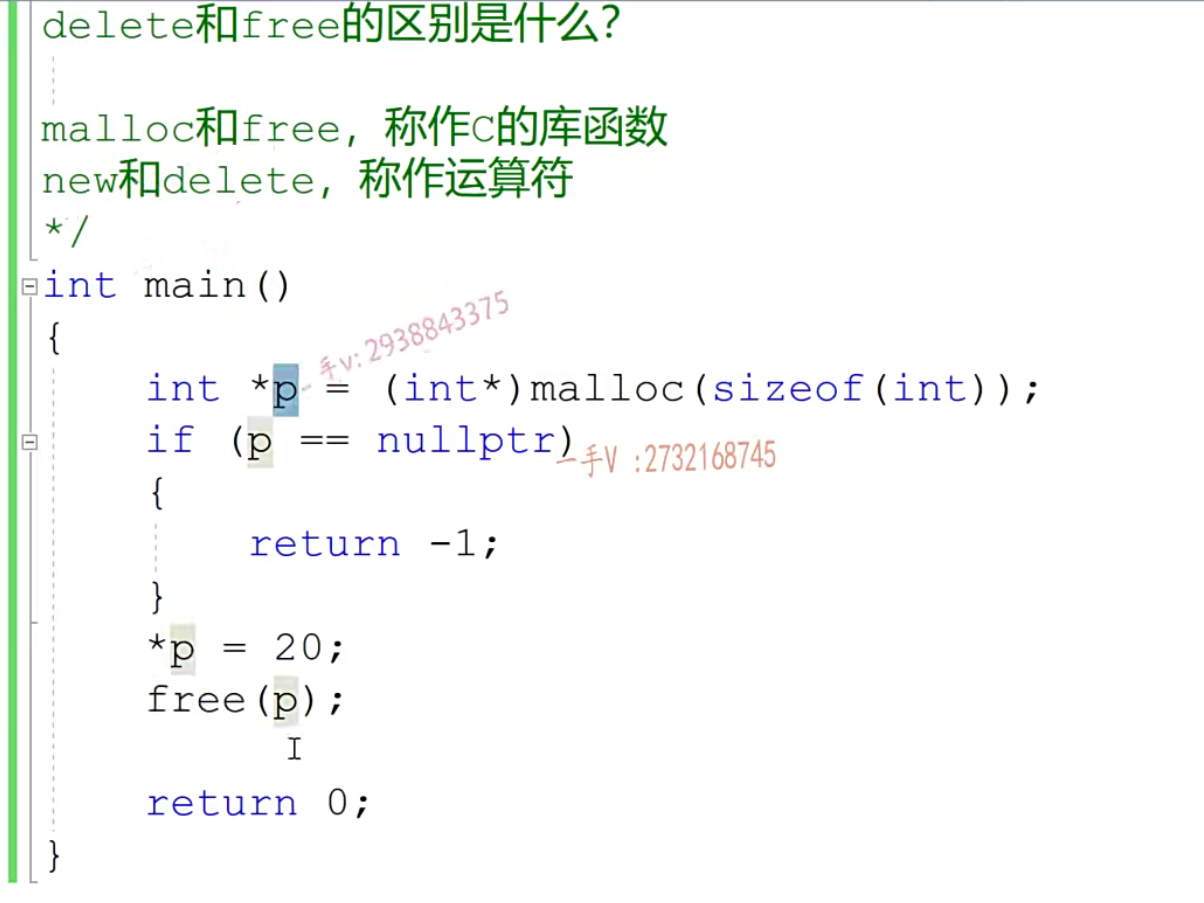 delete和free的区别是什么?
malloc和free, 称作C的库函数
new和delete, 称作运算符
*/
int main()
{
int *p = (int*)malloc(sizeof(int));
一手v:2938843375
if (p == nullptr)
一手V :2732168745
{
return -1;
}
*p = 20;
free(p);
return 0;
}